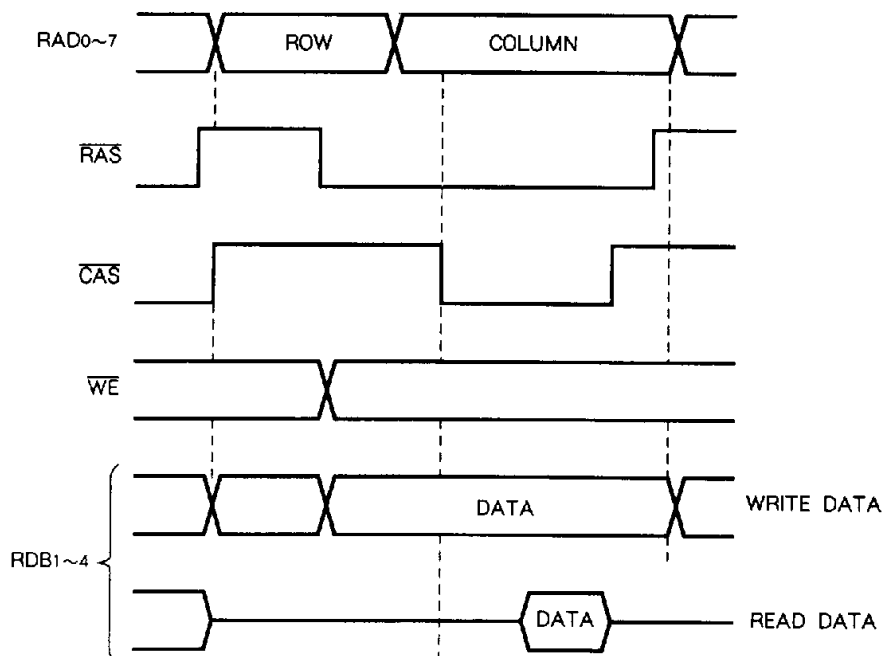 RAD0~7
ROW
COLUMN
RAS
CAS
WE
DATA
WRITE DATA
RDB1~4
DATA
READ DATA